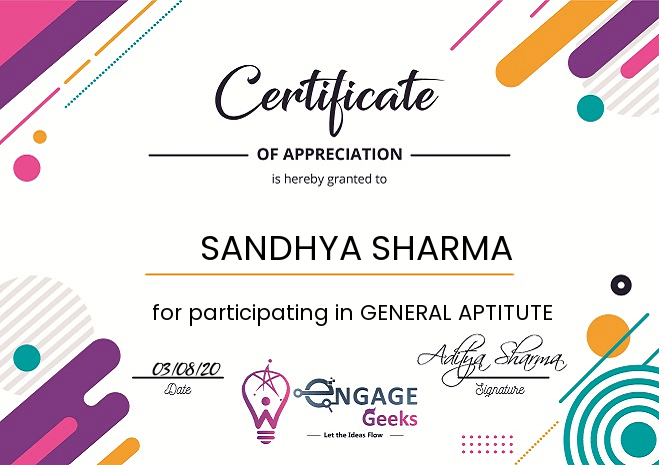 Certificate
OF APPRECIATION
is hereby granted to
SANDHYA SHARMA
for participating in GENERAL APTITUTE
03/08/20
Date
ENGAGE
Geeks
Let the Ideas Flow
Aditya Sharma
Signature